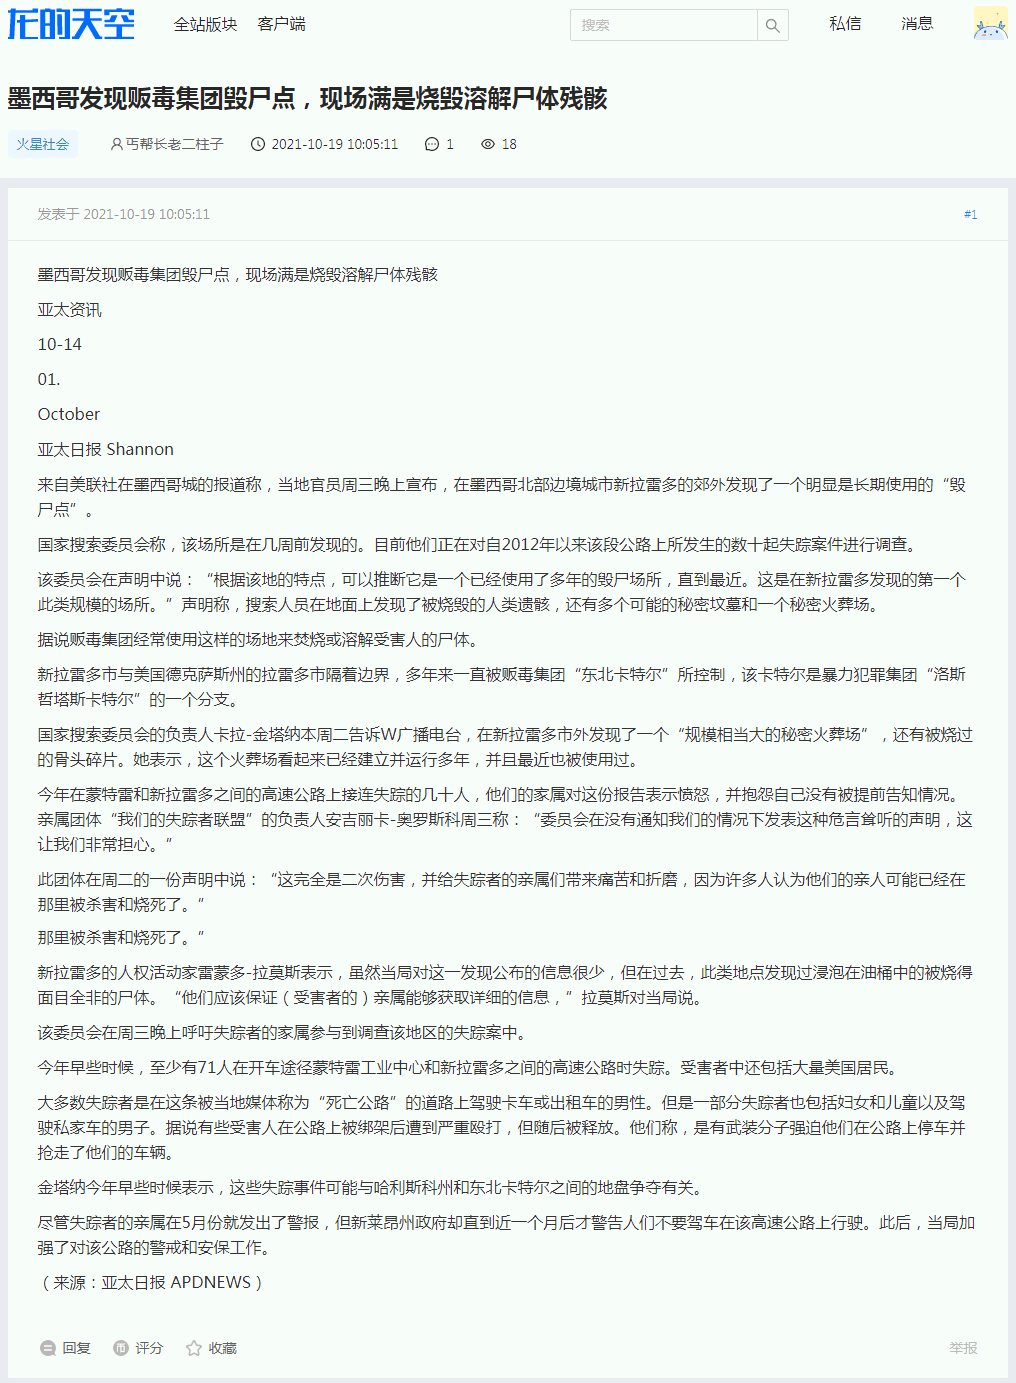 龙的天空
全站版块 客户端
搜索
私信 消息
墨西哥发现贩毒集团毁尸点，现场满是烧毁溶解尸体残骸
火星社会 丐帮长老二柱子 2021-10-19 10:05:11 1 18
发表于 2021-10-19 10:05:11 #1
墨西哥发现贩毒集团毁尸点，现场满是烧毁溶解尸体残骸
亚太资讯
10-14
01.
October
亚太日报 Shannon
来自美联社在墨西哥城的报道称，当地官员周三晚上宣布，在墨西哥北部边境城市新拉雷多的郊外发现了一个明显是长期使用的“毁
尸点”。
国家搜索委员会称，该场所是在几周前发现的。目前他们正在对自2012年以来该段公路上所发生的数十起失踪案件进行调查。
该委员会在声明中说：“根据该地的特点，可以推断它是一个已经使用了多年的毁尸场所，直到最近。这是在新拉雷多发现的第一个
此类规模的场所。”声明称，搜索人员在地面上发现了被烧毁的人类遗骸，还有多个可能的秘密坟墓和一个秘密火葬场。
据说贩毒集团经常使用这样的场地来焚烧或溶解受害人的尸体。
新拉雷多市与美国德克萨斯州的拉雷多市隔着边界，多年来一直被贩毒集团“东北卡特尔”所控制，该卡特尔是暴力犯罪集团“洛斯
哲塔斯卡特尔”的一个分支。
国家搜索委员会的负责人卡拉-金塔纳本周二告诉W广播电台，在新拉雷多市外发现了一个“规模相当大的秘密火葬场”，还有被烧过
的骨头碎片。她表示，这个火葬场看起来已经建立并运行多年，并且最近也被使用过。
今年在蒙特雷和新拉雷多之间的高速公路上接连失踪的几十人，他们的家属对这份报告表示愤怒，并抱怨自己没有被提前告知情况。
亲属团体“我们的失踪者联盟”的负责人安吉丽卡-奥罗斯科周三称：“委员会在没有通知我们的情况下发表这种危言耸听的声明，这
让我们非常担心。”
此团体在周二的一份声明中说：“这完全是二次伤害，并给失踪者的亲属们带来痛苦和折磨，因为许多人认为他们的亲人可能已经在
那里被杀害和烧死了。”
那里被杀害和烧死了。”
新拉雷多的人权活动家雷蒙多-拉莫斯表示，虽然当局对这一发现公布的信息很少，但在过去，此类地点发现过浸泡在油桶中的被烧得
面目全非的尸体。“他们应该保证（受害者的）亲属能够获取详细的信息，”拉莫斯对当局说。
该委员会在周三晚上呼吁失踪者的家属参与到调查该地区的失踪案中。
今年早些时候，至少有71人在开车途径蒙特雷工业中心和新拉雷多之间的高速公路时失踪。受害者中还包括大量美国居民。
大多数失踪者是在这条被当地媒体称为“死亡公路”的道路上驾驶卡车或出租车的男性。但是一部分失踪者也包括妇女和儿童以及驾
驶私家车的男子。据说有些受害人在公路上被绑架后遭到严重殴打，但随后被释放。他们称，是有武装分子强迫他们在公路上停车并
抢走了他们的车辆。
金塔纳今年早些时候表示，这些失踪事件可能与哈利斯科州和东北卡特尔之间的地盘争夺有关。
尽管失踪者的亲属在5月份就发出了警报，但新莱昂州政府却直到近一个月后才警告人们不要驾车在该高速公路上行驶。此后，当局加
强了对该公路的警戒和安保工作。
（来源：亚太日报 APDNEWS）
回复 评分 收藏 举报